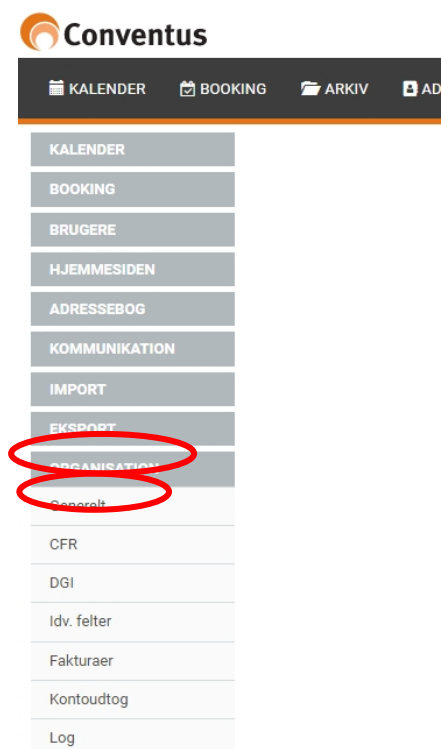 Conventus
KALENDER BOOKING ARKIV AD
KALENDER
BOOKING
BRUGERE
HJEMMESIDEN
ADRESSEBOG
KOMMUNIKATION
IMPORT
EKSPORT
ORGANISATION
Generelt
CFR
DGI
Idv. felter
Fakturaer
Kontoudtog
Log